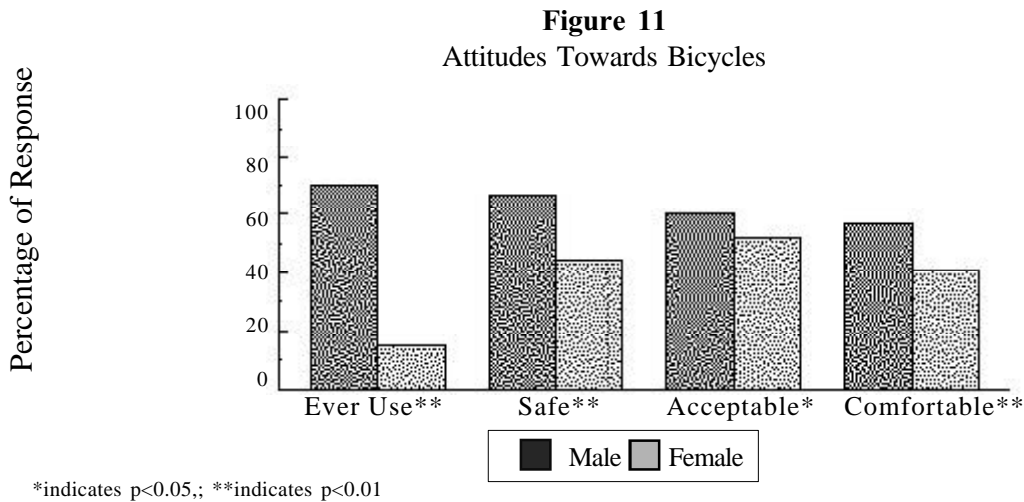 Figure 11
Attitudes Towards Bicycles
Percentage of Response
100
80
60
40
20
0
Ever Use**
Safe**
Acceptable*
Comfortable**
Male
Female
*indicates p<0.05,; **indicates p<0.01